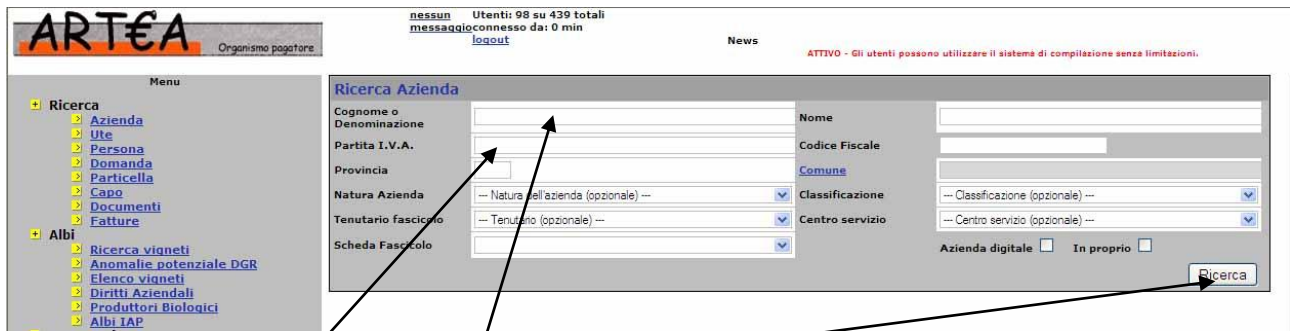 ART€A Organismo pagatore
nessun messaggio
Utenti: 98 su 439 totali
connesso da: 0 min
logout
News
ATTIVO - Gli utenti possono utilizzare il sistema di compilazione senza limitazioni.
Menu
Ricerca
Azienda
Ute
Persona
Domanda
Particella
Capo
Documenti
Fatture
Albi
Ricerca vigneti
Anomalie potenziale DGR
Elenco vigneti
Diritti Aziendali
Produttori Biologici
Albi IAP
Ricerca Azienda
Cognome o
Denominazione
Nome
Partita I.V.A.
Codice Fiscale
Provincia
Comune
Natura Azienda
--- Natura dell'azienda (opzionale) ---
Classificazione
--- Classificazione (opzionale) ---
Tenutario fascicolo
--- Tenutario (opzionale) ---
Centro servizio
--- Centro servizio (opzionale) ---
Scheda Fascicolo
Azienda digitale
In proprio
Ricerca